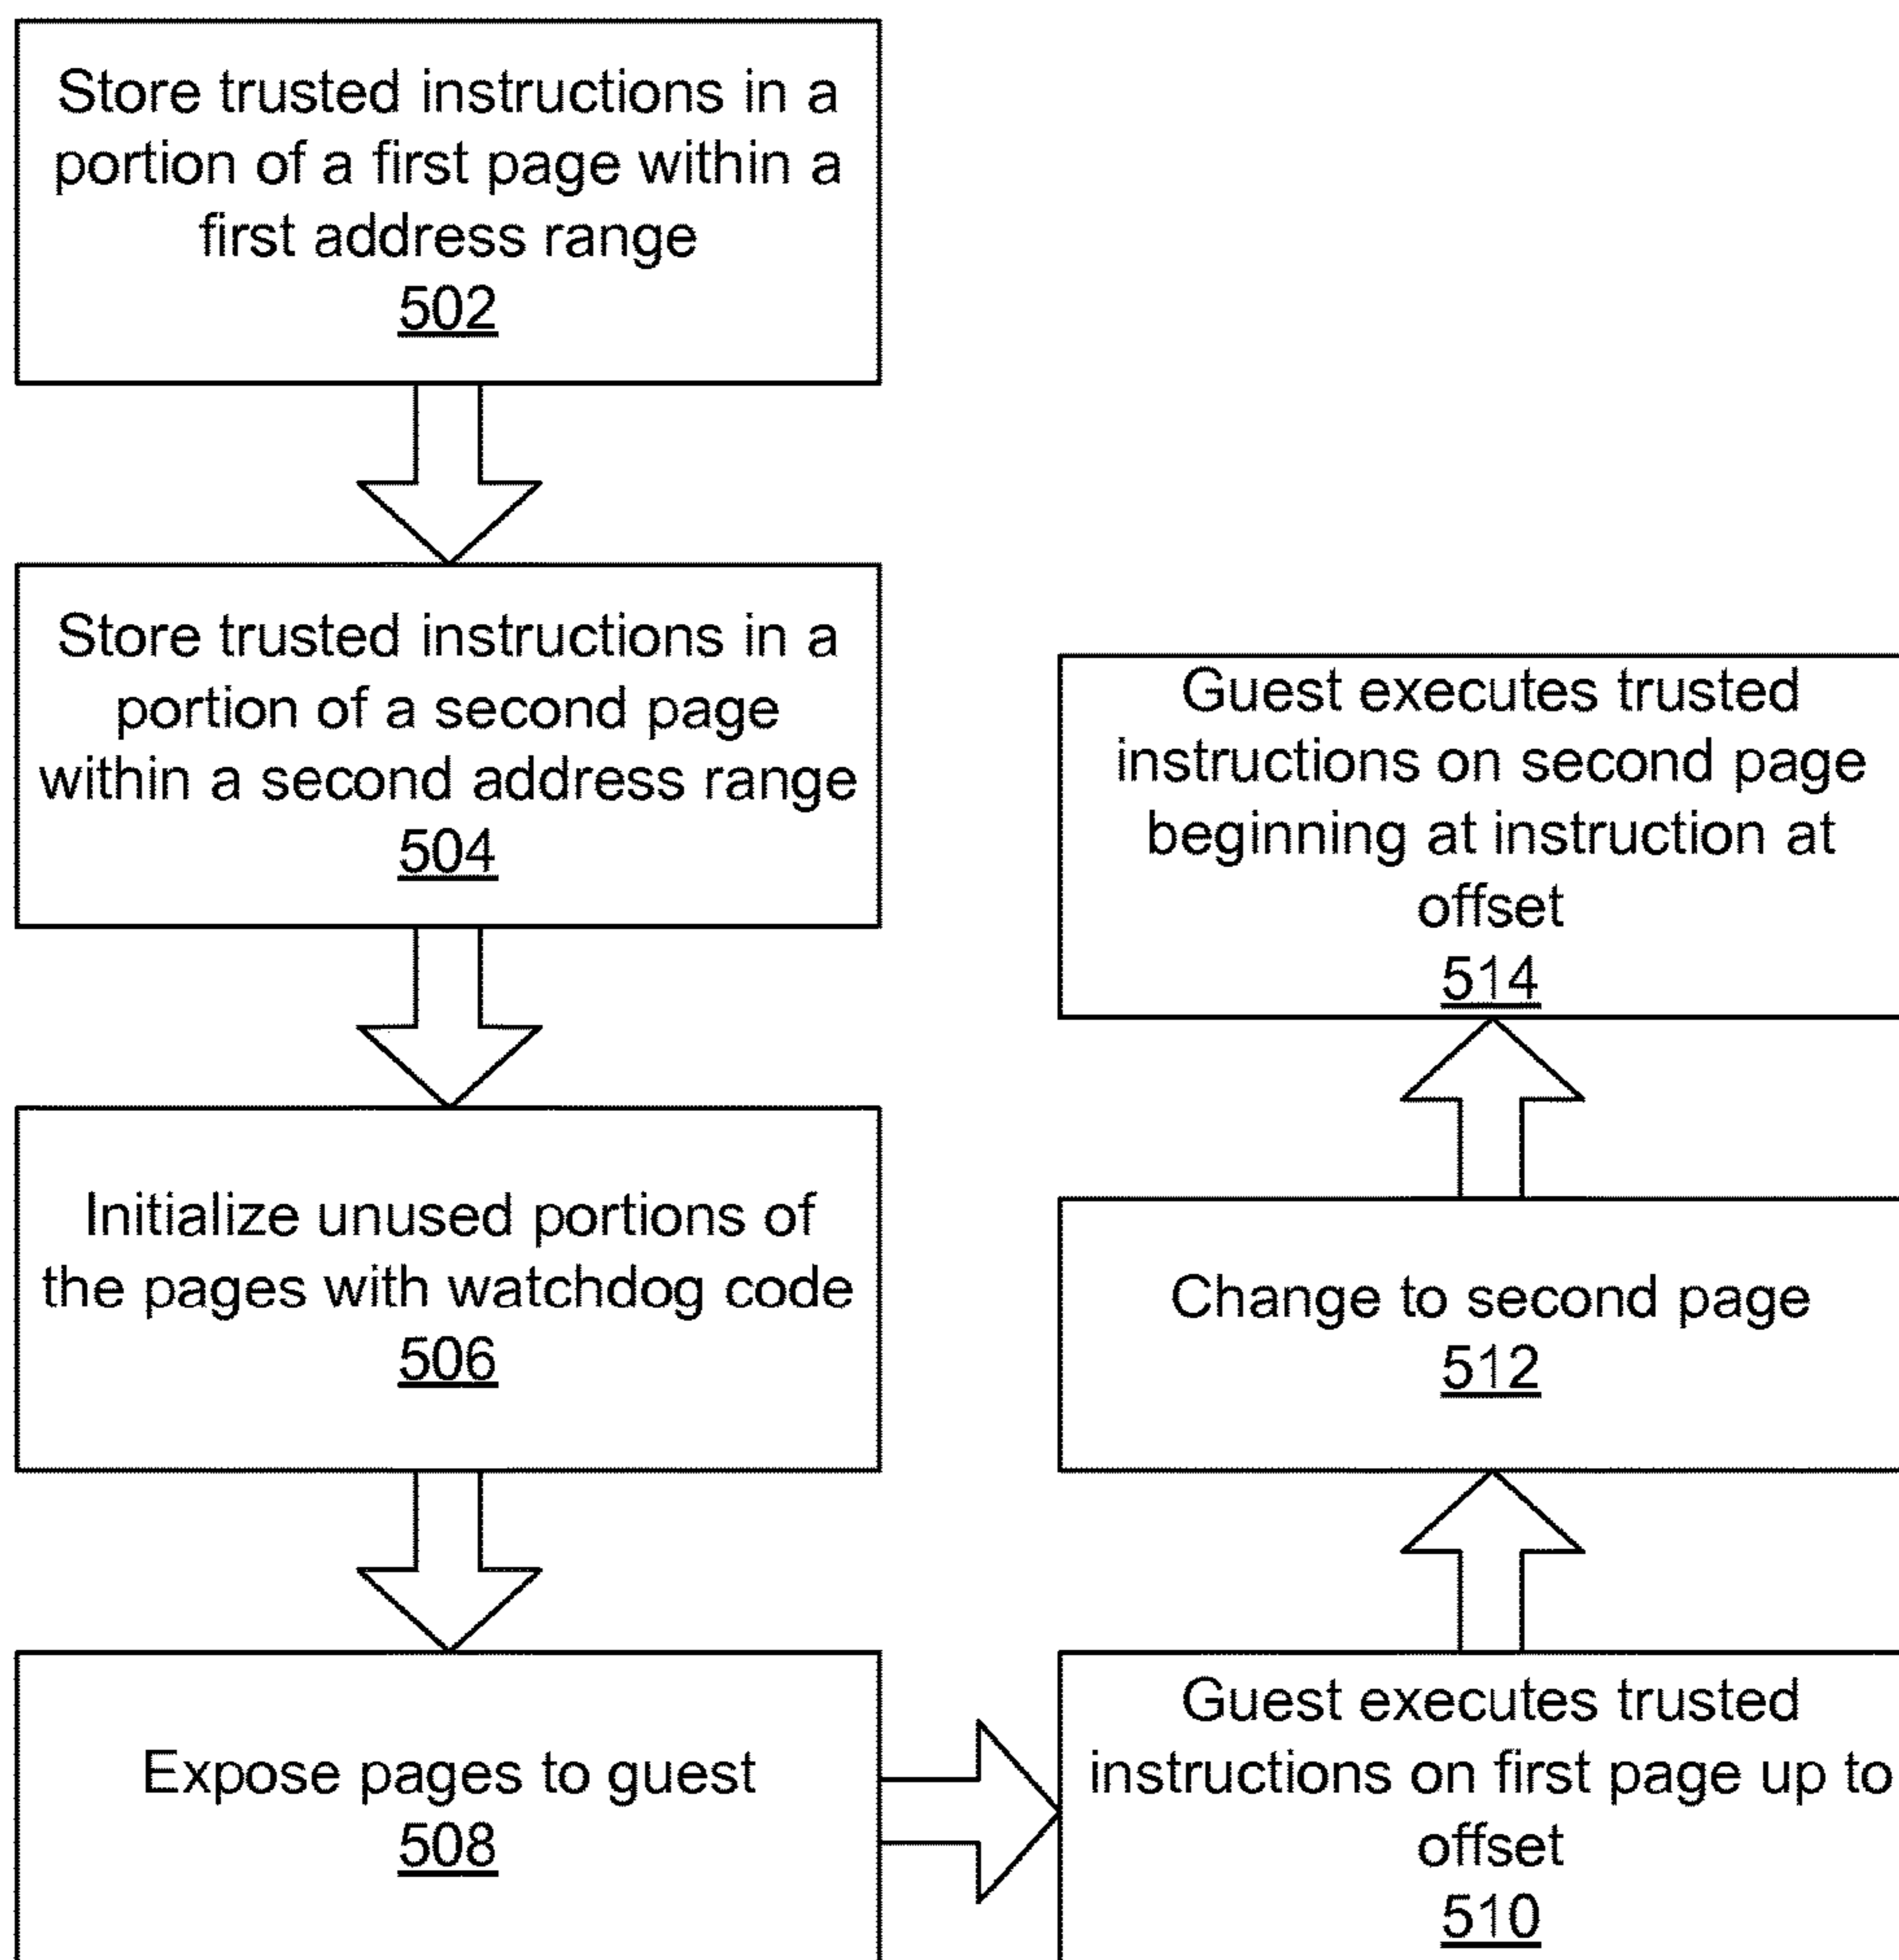 Store trusted instructions in a
portion of a first page within a
first address range
502
Store trusted instructions in a
portion of a second page
within a second address range
504
Initialize unused portions of
the pages with watchdog code
506
Expose pages to guest
508
Guest executes trusted
instructions on first page up to
offset
510
Change to second page
512
Guest executes trusted
instructions on second page
beginning at instruction at
offset
514